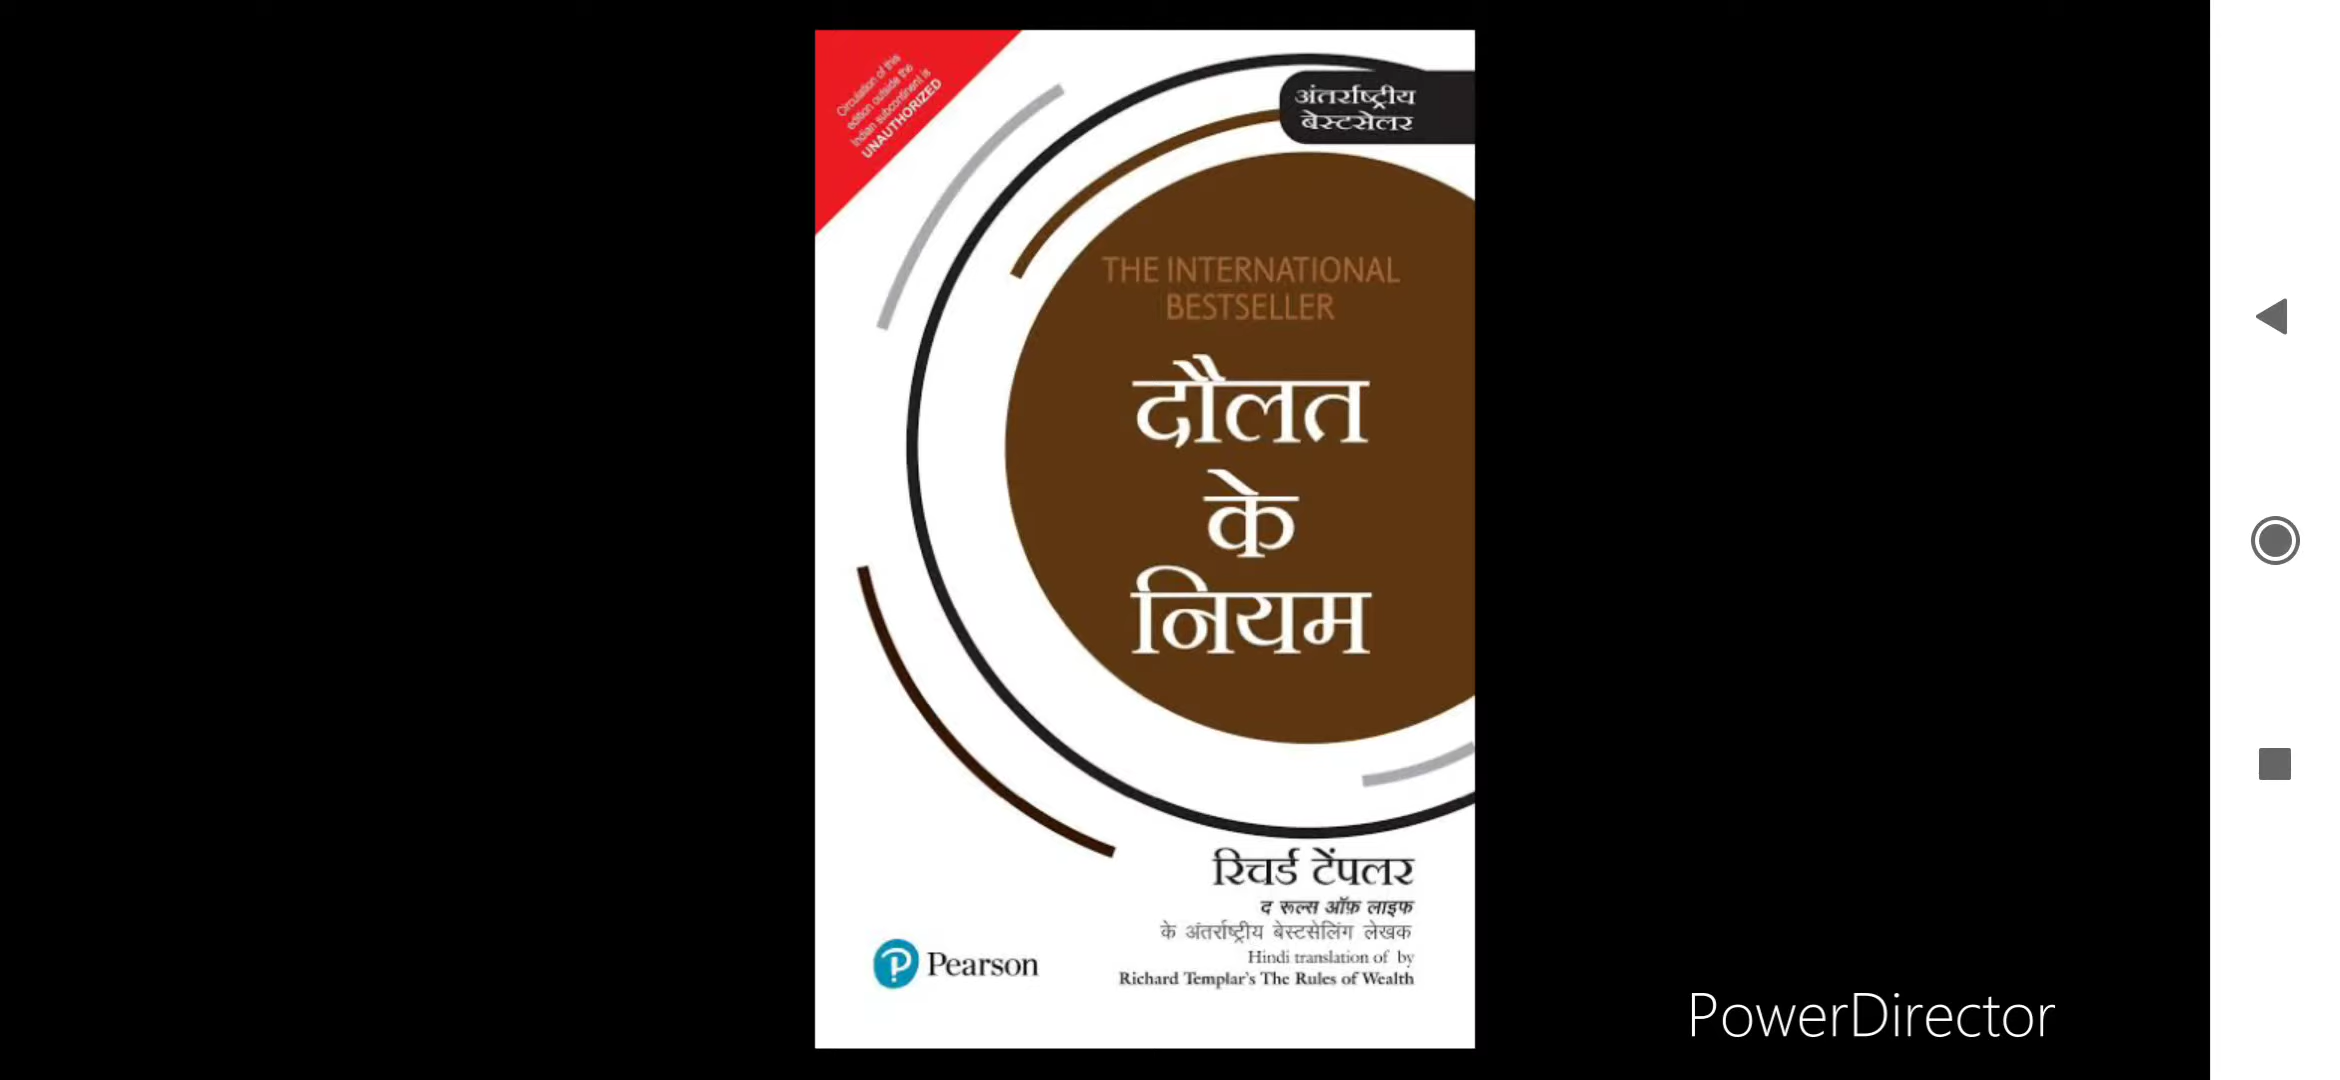 Circulation of this
edition outside the
Indian subcontinent is
UNAUTHORIZED
अंतर्राष्ट्रीय
बेस्टसेलर
THE INTERNATIONAL
BESTSELLER
दौलत
के
नियम
रिचर्ड टेंपलर
द रूल्स ऑफ़ लाइफ
के अंतर्राष्ट्रीय बेस्टसेलिंग लेखक
Hindi translation of by
Richard Templar's The Rules of Wealth
Pearson
PowerDirector